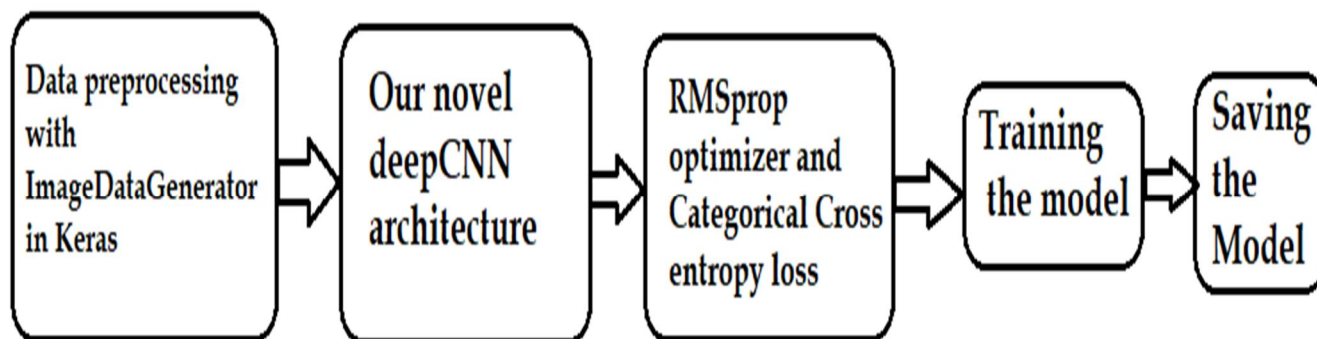 Data preprocessing
with
ImageDataGenerator
in Keras
Our novel
deepCNN
architecture
RMSprop
optimizer and
Categorical Cross
entropy loss
Training
the model
Saving
the
Model